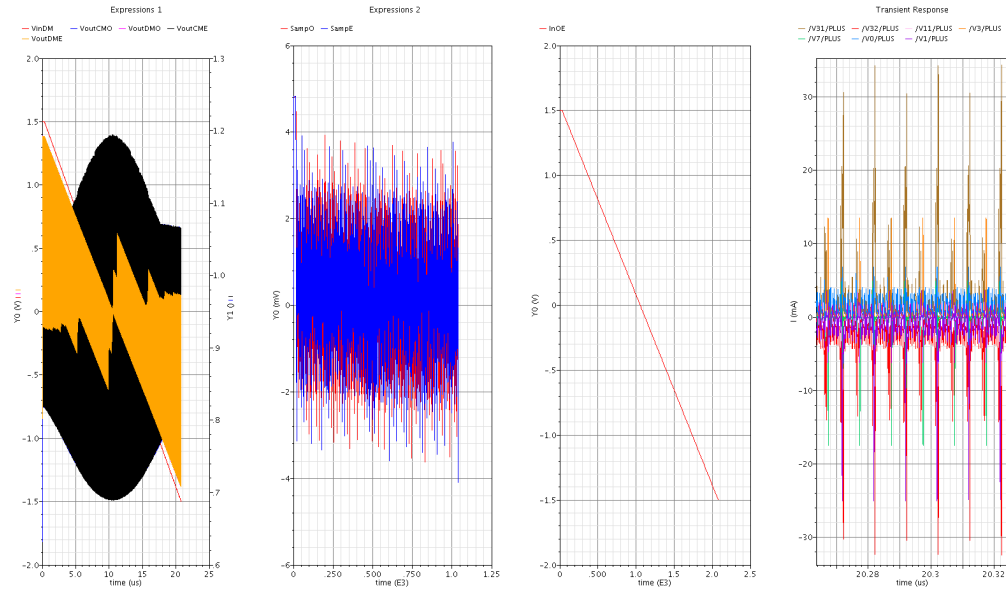 Expressions 1
VinDM VoutCMO VoutDMO VoutCME
VoutDME
2.0
1.5
1.0
.5
0
-.5
-1.0
-1.5
-2.0
Y0 (V)
1.3
1.2
1.1
1.0
.9
.8
.7
.6
Y1 ()
0 5.0 10 15 20 25
time (us)
Expressions 2
SampO SampE
6
4
2
0
-2
-4
-6
Y0 (mV)
0 .250 .500 .750 1.0 1.25
time (E3)
InOE
2.0
1.5
1.0
.5
0
-.5
-1.0
-1.5
-2.0
Y0 (V)
0 .500 1.0 1.5 2.0 2.5
time (E3)
Transient Response
/V31/PLUS /V32/PLUS /V11/PLUS /V3/PLUS
/V7/PLUS /V0/PLUS /V1/PLUS
30
20
10
0
-10
-20
-30
I (mA)
20.28 20.3 20.32
time (us)